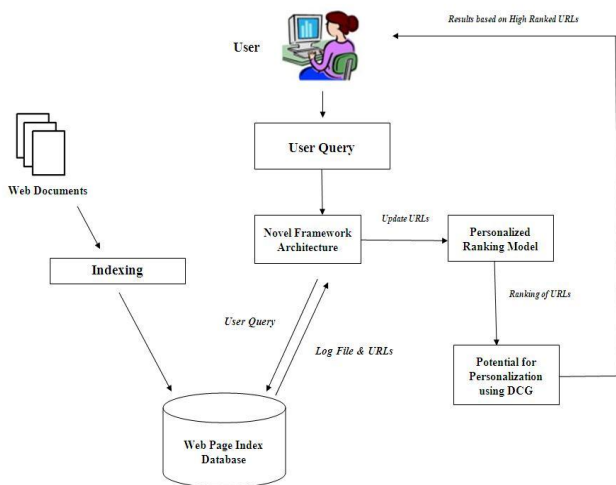 Results based on High Ranked URLs
User
User Query
Web Documents
Novel Framework
Architecture
Update URLs
Personalized
Ranking Model
Indexing
Ranking of URLs
User Query
Log File & URLs
Potential for
Personalization
using DCG
Web Page Index
Database